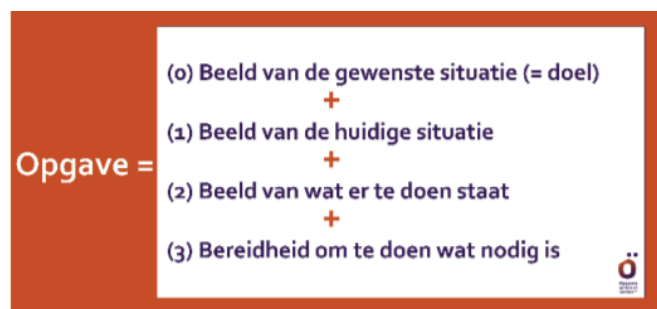 (0) Beeld van de gewenste situatie (= doel)
+
(1) Beeld van de huidige situatie
+
Opgave =
(2) Beeld van wat er te doen staat
+
(3) Bereidheid om te doen wat nodig is
Ö